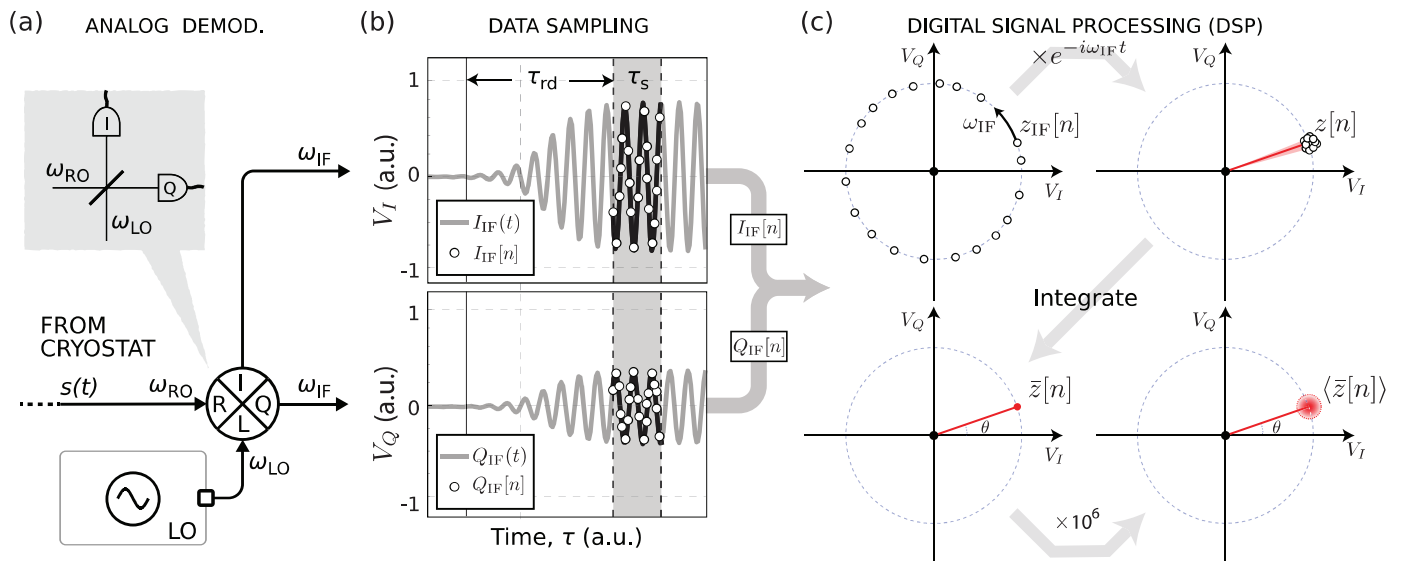 (a) ANALOG DEMOD.
I
ω_RO
Q
ω_LO
ω_IF
FROM
CRYOSTAT
s(t)
ω_RO
I
R Q
L
ω_IF
ω_LO
LO
(b) DATA SAMPLING
τ_rd
τ_s
1
0
-1
V_I (a.u.)
I_IF(t)
I_IF[n]
1
0
-1
V_Q (a.u.)
Q_IF(t)
Q_IF[n]
Time, τ (a.u.)
I_IF[n]
Q_IF[n]
(c) DIGITAL SIGNAL PROCESSING (DSP)
V_Q
ω_IF
z_IF[n]
V_I
×e^{-iω_IF t}
V_Q
z[n]
V_I
Integrate
V_Q
z̄[n]
θ
V_I
×10⁶
V_Q
⟨z̄[n]⟩
θ
V_I